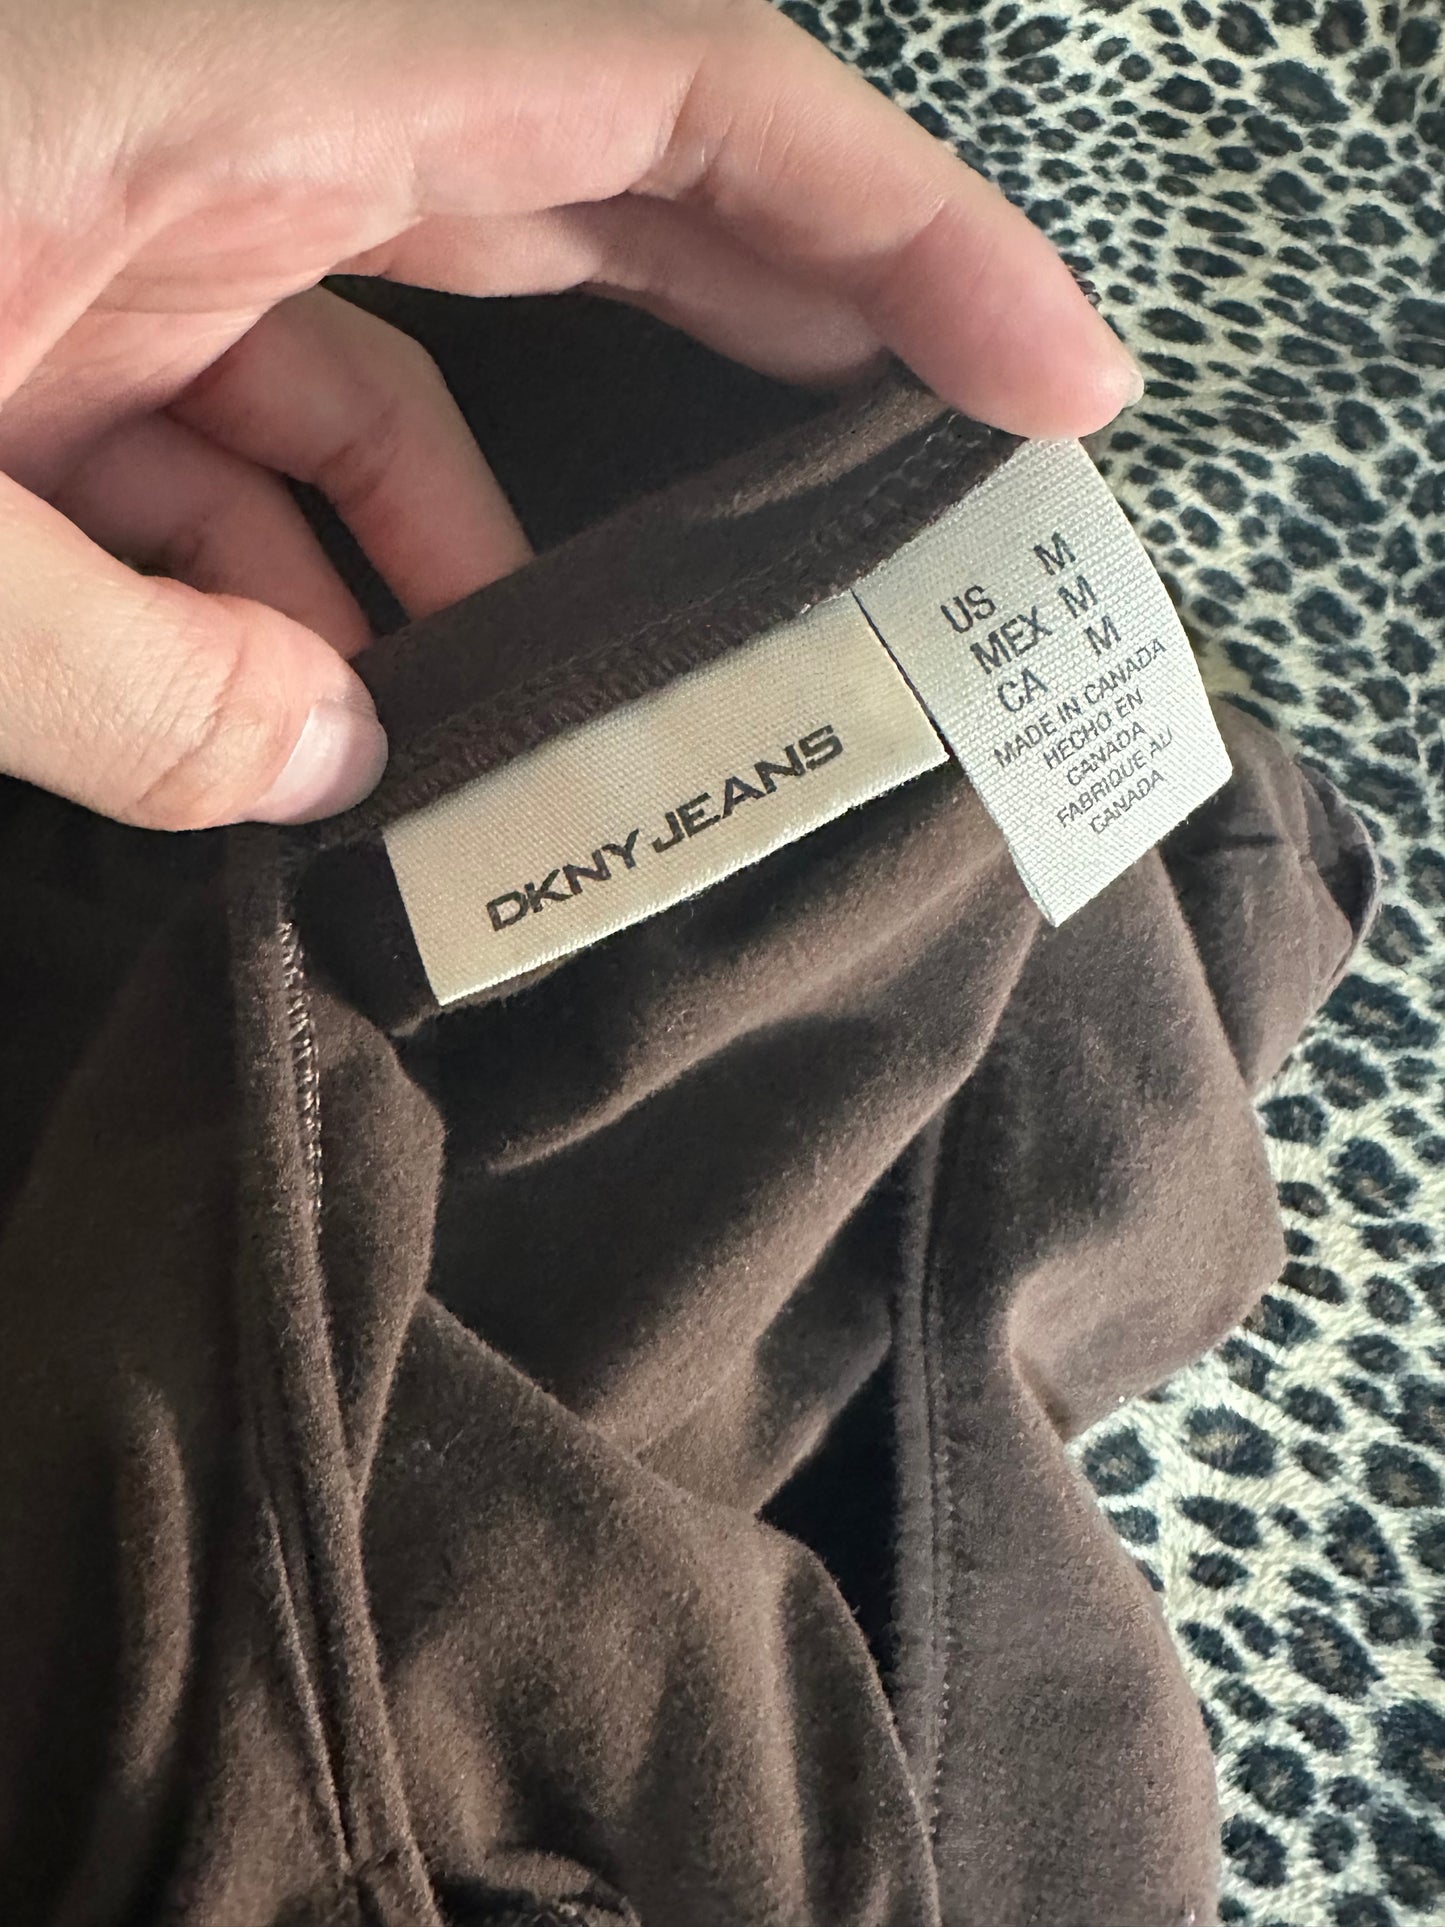 DKNY JEANS
US M
MEX M
CA M
MADE IN CANADA
HECHO EN
CANADA
FABRIQUE AU
CANADA